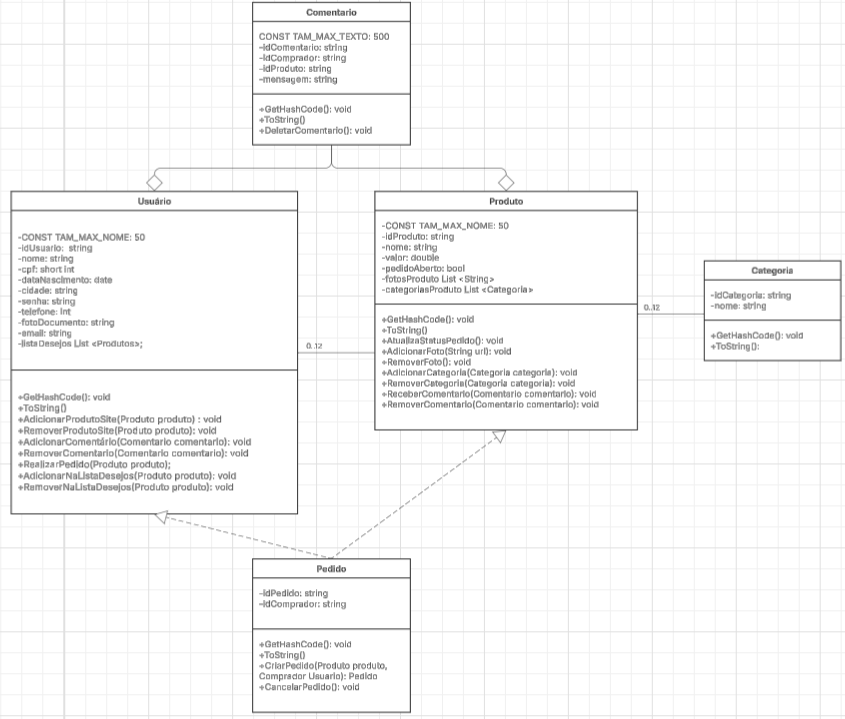 Comentario
CONST TAM_MAX_TEXTO: 500
-idComentario: string
-idComprador: string
-idProduto: string
-mensagem: string
+GetHashCode(): void
+ToString()
+DeletarComentario(): void
Usuário
-CONST TAM_MAX_NOME: 50
-idUsuario: string
-nome: string
-cpf: short int
-dataNascimento: date
-cidade: string
-senha: string
-telefone: int
-fotoDocumento: string
-email: string
-listaDesejos List <Produtos>;
+GetHashCode(): void
+ToString()
+AdicionarProdutoSite(Produto produto) : void
+RemoverProdutoSite(Produto produto): void
+AdicionarComentário(Comentario comentario): void
+RemoverComentario(Comentario comentario): void
+RealizarPedido(Produto produto);
+AdicionarNaListaDesejos(Produto produto): void
+RemoverNaListaDesejos(Produto produto): void
0..12
Produto
-CONST TAM_MAX_NOME: 50
-idProduto: string
-nome: string
-valor: double
-pedidoAberto: bool
-fotosProduto List <String>
-categoriasProduto List <Categoria>
+GetHashCode(): void
+ToString()
+AtualizaStatusPedido(): void
+AdicionarFoto(String url): void
+RemoverFoto(): void
+AdicionarCategoria(Categoria categoria): void
+RemoverCategoria(Categoria categoria): void
+ReceberComentario(Comentario comentario): void
+RemoverComentario(Comentario comentario): void
0..12
Categoria
-idCategoria: string
-nome: string
+GetHashCode(): void
+ToString():
Pedido
-idPedido: string
-idComprador: string
+GetHashCode(): void
+ToString()
+CriarPedido(Produto produto,
Comprador Usuario): Pedido
+CancelarPedido(): void